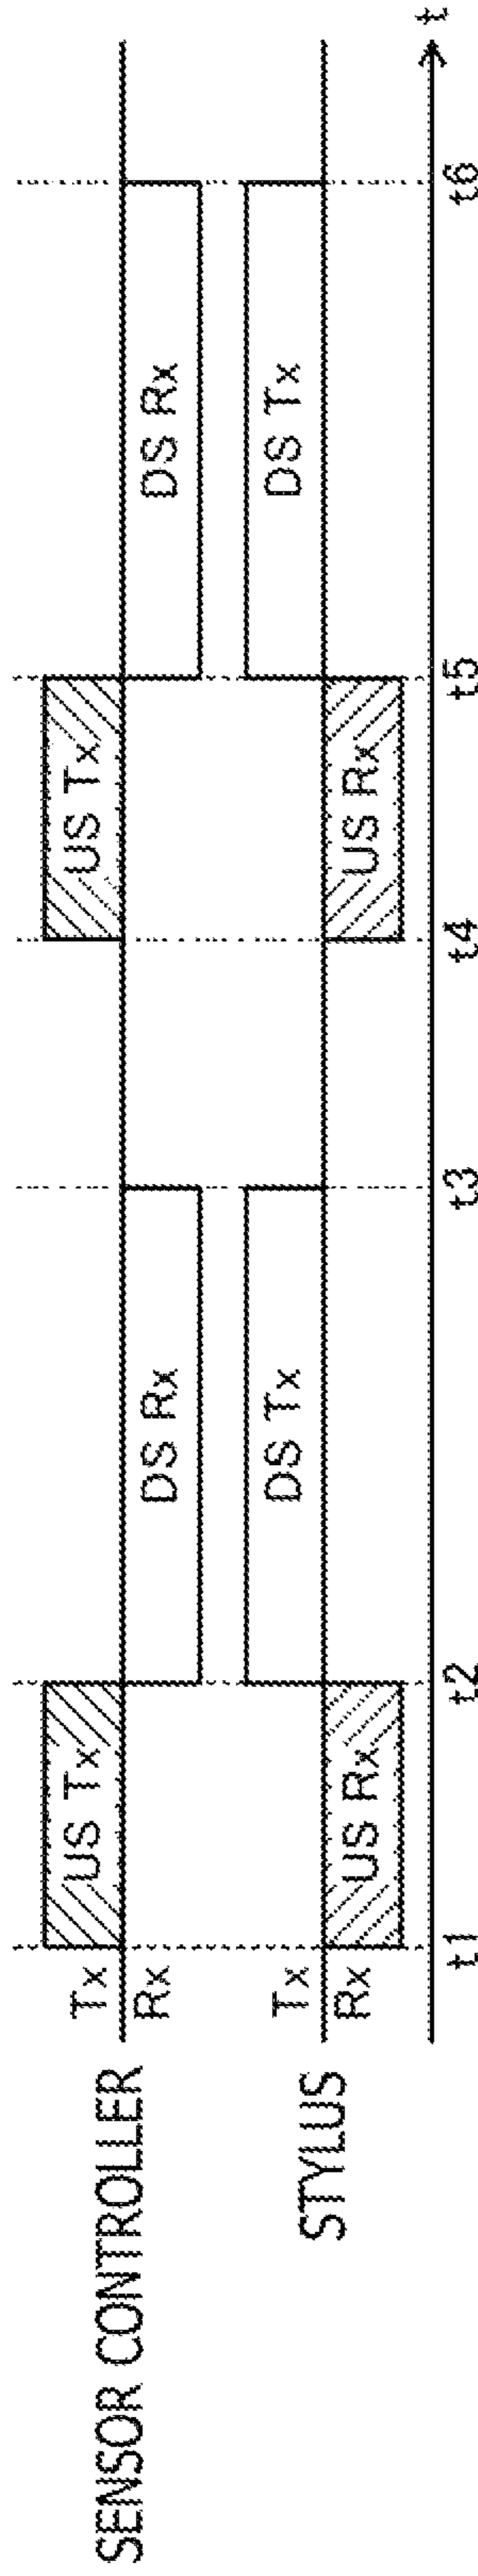 US Tx
DS Rx
US Tx
DS Rx
SENSOR CONTROLLER
Tx
Rx
DS Tx
DS Tx
STYLUS
Tx
Rx
US Rx
US Rx
t1
t2
t3
t4
t5
t6
t